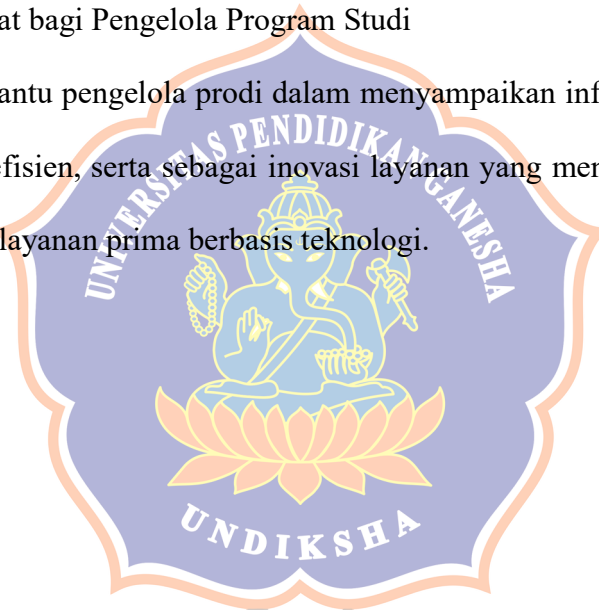 at bagi Pengelola Program Studi
antu pengelola prodi dalam menyampaikan inf
efisien, serta sebagai inovasi layanan yang mer
layanan prima berbasis teknologi.
UNIVERSITAS PENDIDIKAN GANESHA
UNDIKSHA